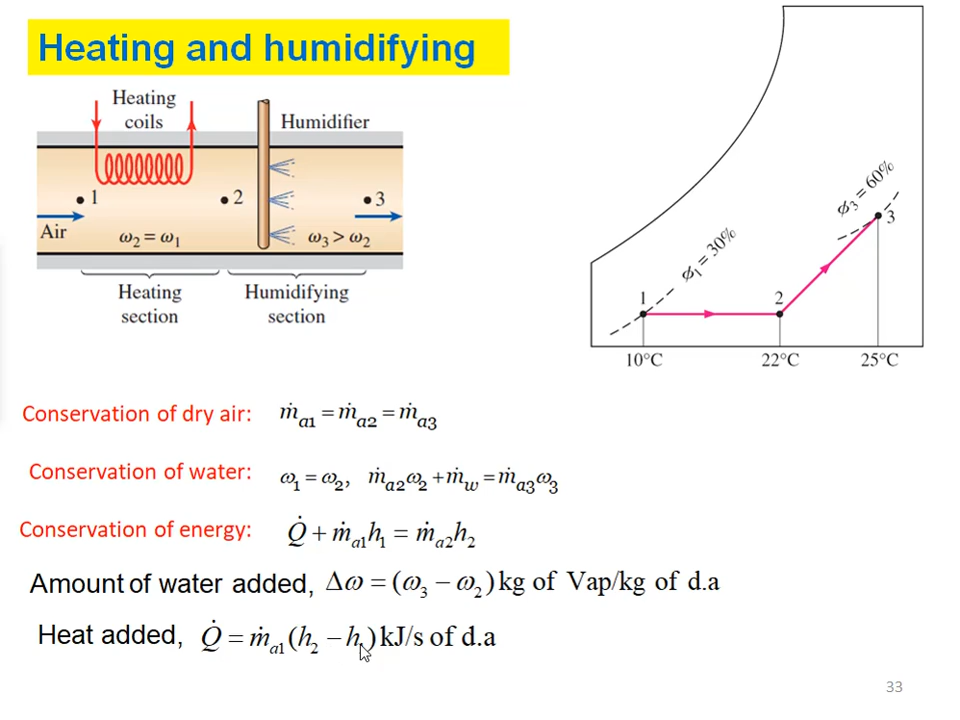 Heating and humidifying
Heating
coils
Humidifier
1
2
3
Air
ω₂ = ω₁
ω₃ > ω₂
Heating
section
Humidifying
section
ϕ₁ = 30%
ϕ₃ = 60%
1
2
3
10°C
22°C
25°C
Conservation of dry air: ṁₐ₁ = ṁₐ₂ = ṁₐ₃
Conservation of water: ω₁ = ω₂, ṁₐ₂ω₂ + ṁ_w = ṁₐ₃ω₃
Conservation of energy: Q̇ + ṁₐ₁h₁ = ṁₐ₂h₂
Amount of water added, Δω = (ω₃ − ω₂) kg of Vap/kg of d.a
Heat added, Q̇ = ṁₐ₁(h₂ − h₁) kJ/s of d.a
33